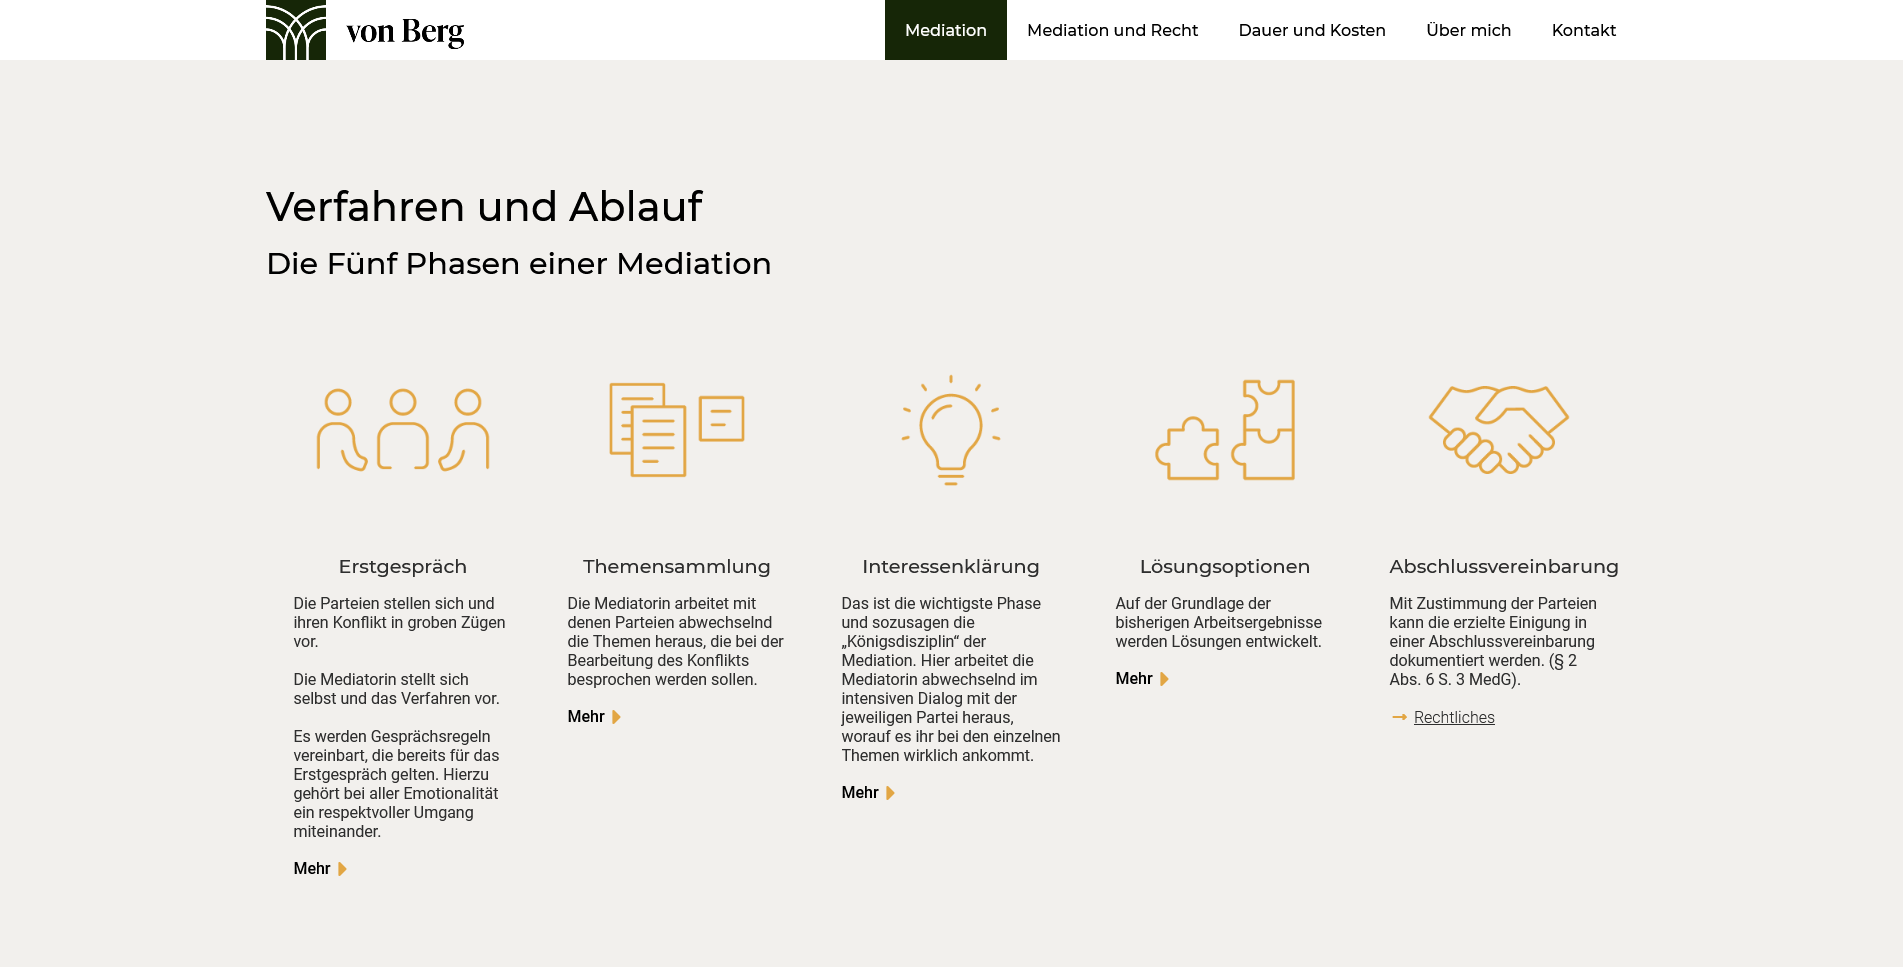 von Berg
Mediation
Mediation und Recht
Dauer und Kosten
Über mich
Kontakt
Verfahren und Ablauf
Die Fünf Phasen einer Mediation
Erstgespräch
Die Parteien stellen sich und
ihren Konflikt in groben Zügen
vor.
Die Mediatorin stellt sich
selbst und das Verfahren vor.
Es werden Gesprächsregeln
vereinbart, die bereits für das
Erstgespräch gelten. Hierzu
gehört bei aller Emotionalität
ein respektvoller Umgang
miteinander.
Mehr
Themensammlung
Die Mediatorin arbeitet mit
denen Parteien abwechselnd
die Themen heraus, die bei der
Bearbeitung des Konflikts
besprochen werden sollen.
Mehr
Interessenklärung
Das ist die wichtigste Phase
und sozusagen die
„Königsdisziplin“ der
Mediation. Hier arbeitet die
Mediatorin abwechselnd im
intensiven Dialog mit der
jeweiligen Partei heraus,
worauf es ihr bei den einzelnen
Themen wirklich ankommt.
Mehr
Lösungsoptionen
Auf der Grundlage der
bisherigen Arbeitsergebnisse
werden Lösungen entwickelt.
Mehr
Abschlussvereinbarung
Mit Zustimmung der Parteien
kann die erzielte Einigung in
einer Abschlussvereinbarung
dokumentiert werden. (§ 2
Abs. 6 S. 3 MedG).
Rechtliches